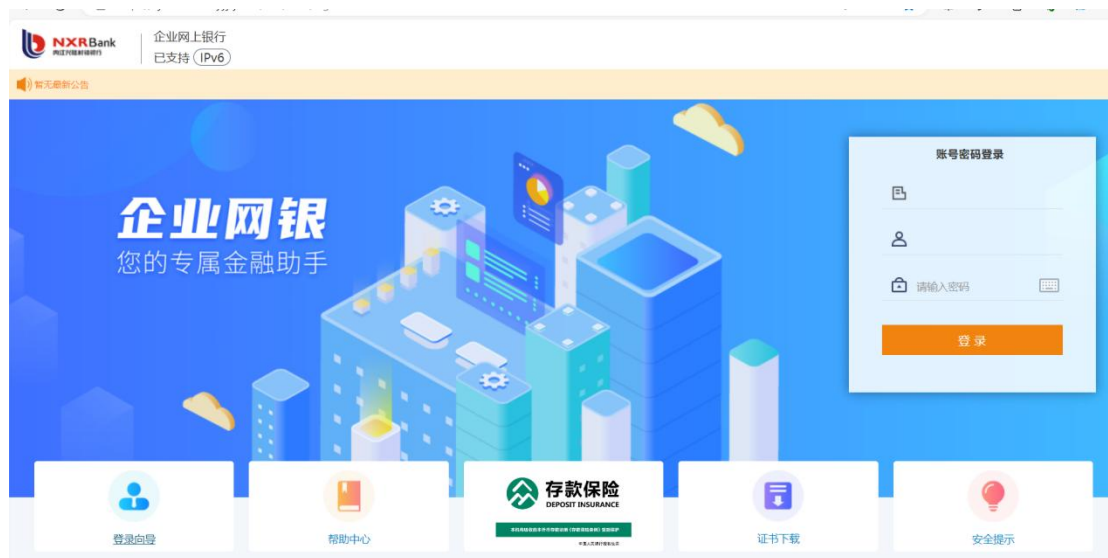 NXRBank
企业网上银行
已支持 IPv6
暂无最新公告
企业网银
您的专属金融助手
账号密码登录
请输入密码
登 录
登录向导
帮助中心
存款保险
DEPOSIT INSURANCE
证书下载
安全提示